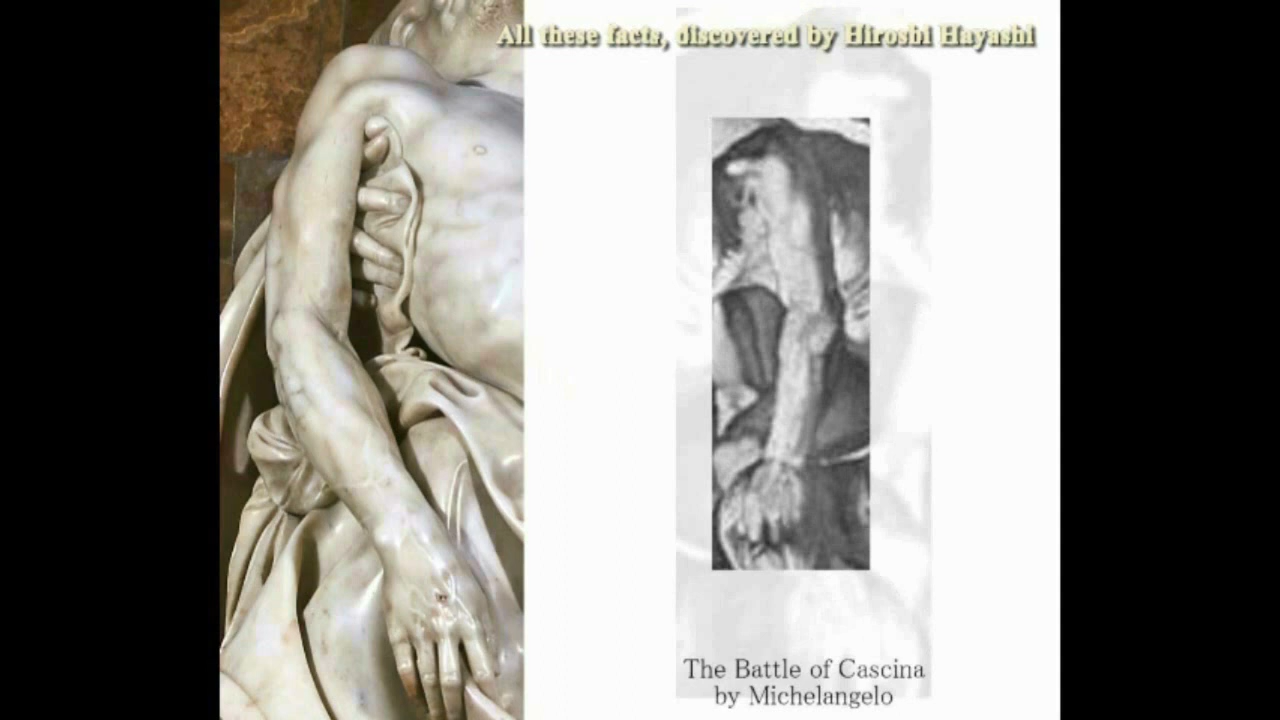 All these facts, discovered by Hiroshi Hayashi
The Battle of Cascina
by Michelangelo